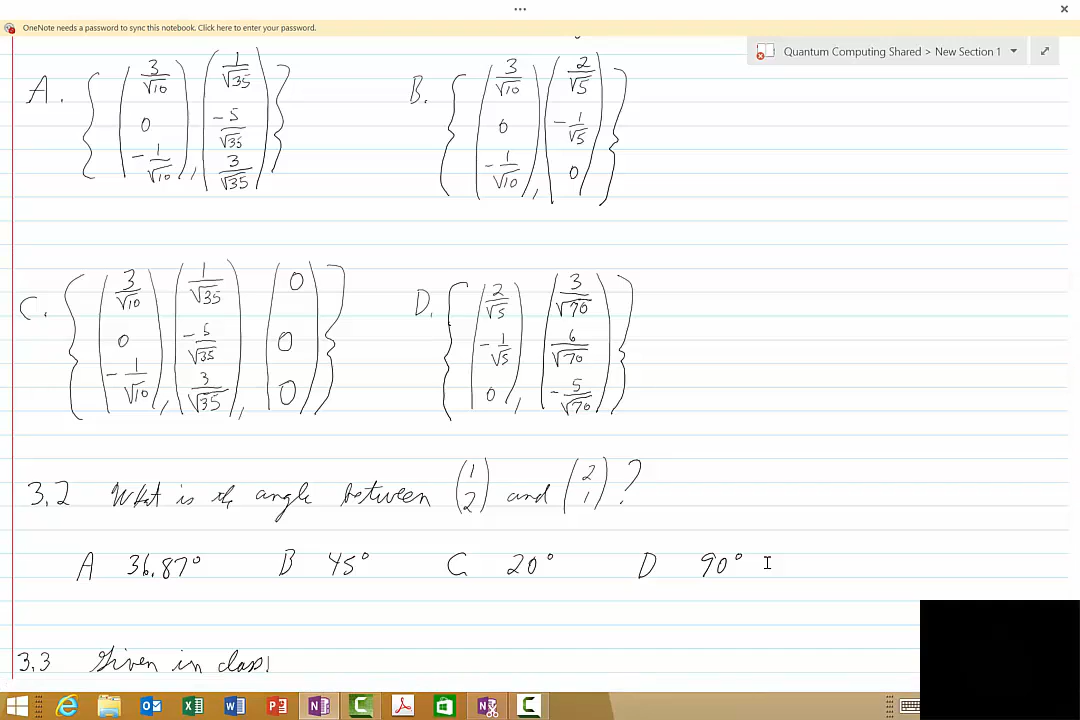 OneNote needs a password to sync this notebook. Click here to enter your password.
Quantum Computing Shared > New Section 1
A. { ( 3/√10 0 -1/√10 ), ( 1/√35 -5/√35 3/√35 ) }
B. { ( 3/√10 0 -1/√10 ), ( 2/√5 -1/√5 0 ) }
C. { ( 3/√10 0 -1/√10 ), ( 1/√35 -5/√35 3/√35 ), ( 0 0 0 ) }
D. { ( 2/√5 -1/√5 0 ), ( 3/√70 6/√70 -5/√70 ) }
3.2 What is the angle between ( 1 2 ) and ( 2 1 ) ?
A 36.87° B 45° C 20° D 90°
3.3 Given in class